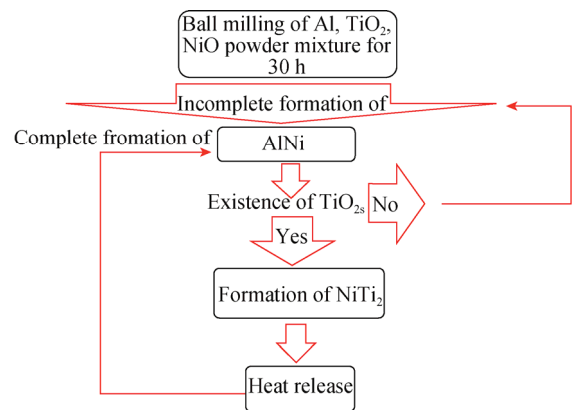 Ball milling of Al, TiO₂,
NiO powder mixture for
30 h
Incomplete formation of
Complete fromation of
AlNi
Existence of TiO₂ₛ
No
Yes
Formation of NiTi₂
Heat release